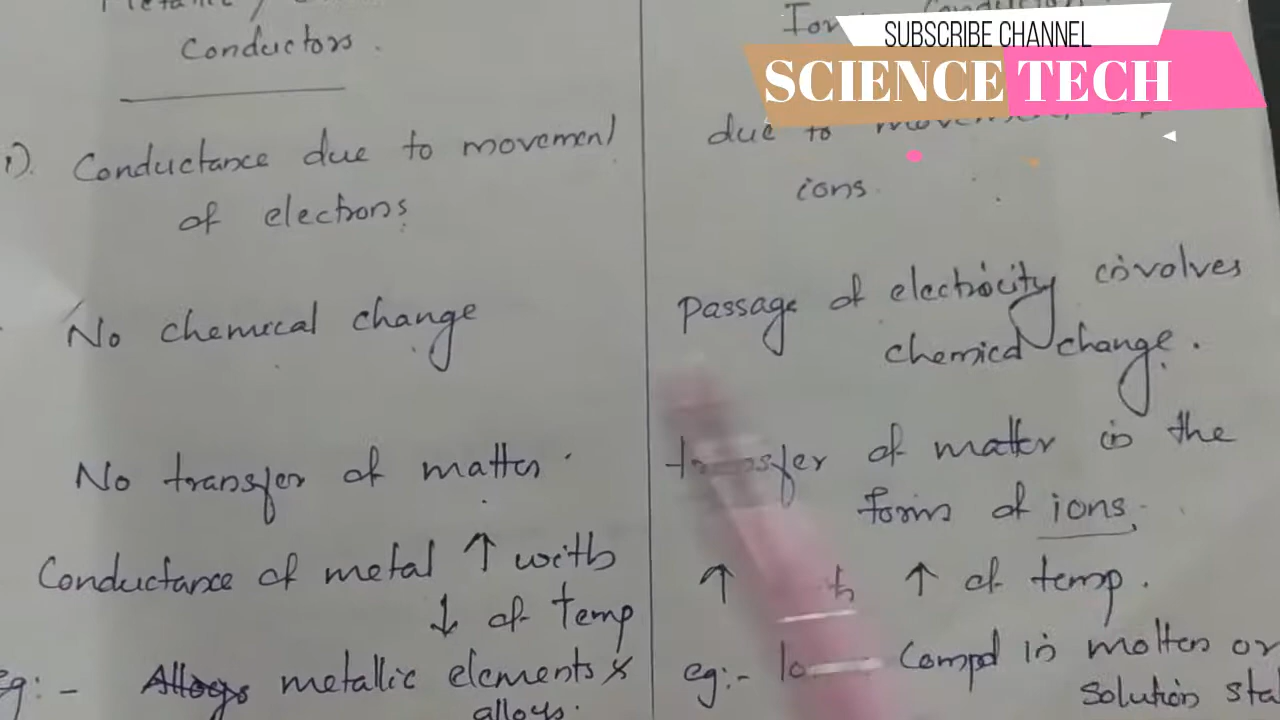 Conductors.
SUBSCRIBE CHANNEL
SCIENCE TECH
1). Conductance due to movement
of electrons
due to
ions.
No chemical change
Passage of electricity involves
chemical change.
No transfer of matter.
transfer of matter in the
form of ions.
Conductance of metal ↑ with
↓ of temp
↑ ↑ of temp.
eg:- metallic elements &
alloys.
eg:- Compd in molten or
solution sta